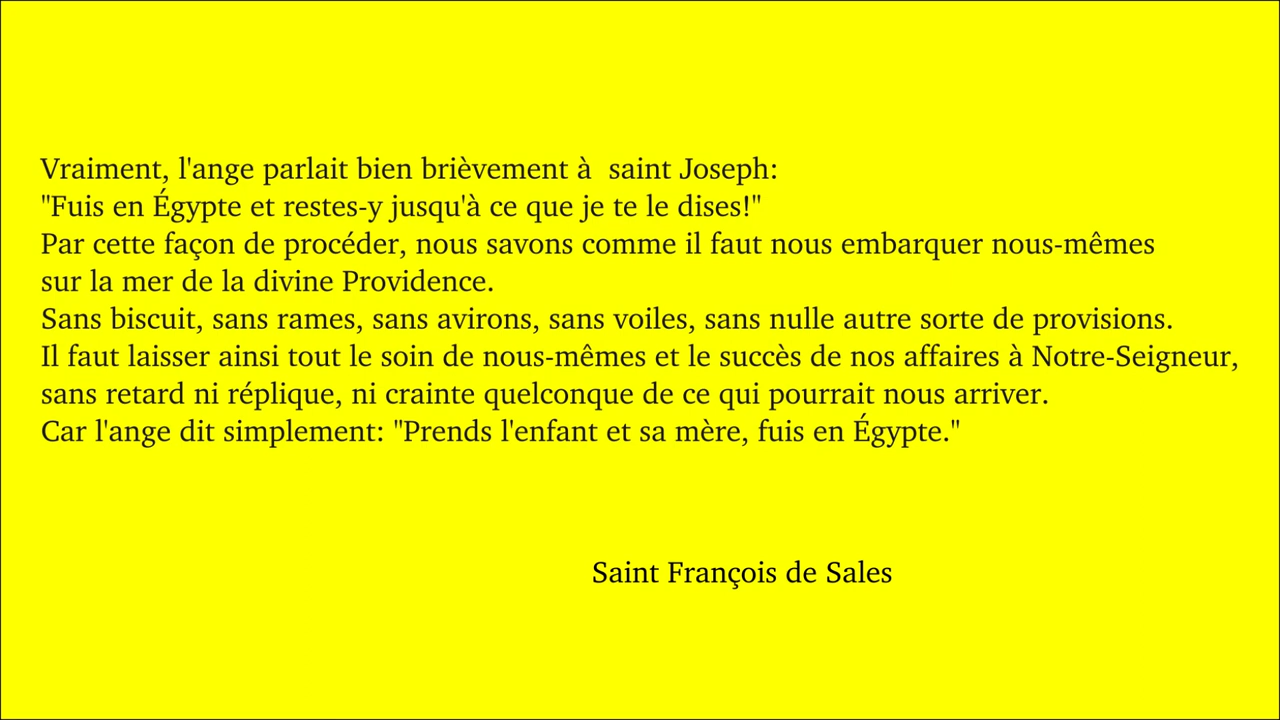 Vraiment, l'ange parlait bien brièvement à  saint Joseph:
"Fuis en Égypte et restes-y jusqu'à ce que je te le dises!"
Par cette façon de procéder, nous savons comme il faut nous embarquer nous-mêmes
sur la mer de la divine Providence.
Sans biscuit, sans rames, sans avirons, sans voiles, sans nulle autre sorte de provisions.
Il faut laisser ainsi tout le soin de nous-mêmes et le succès de nos affaires à Notre-Seigneur,
sans retard ni réplique, ni crainte quelconque de ce qui pourrait nous arriver.
Car l'ange dit simplement: "Prends l'enfant et sa mère, fuis en Égypte."
Saint François de Sales